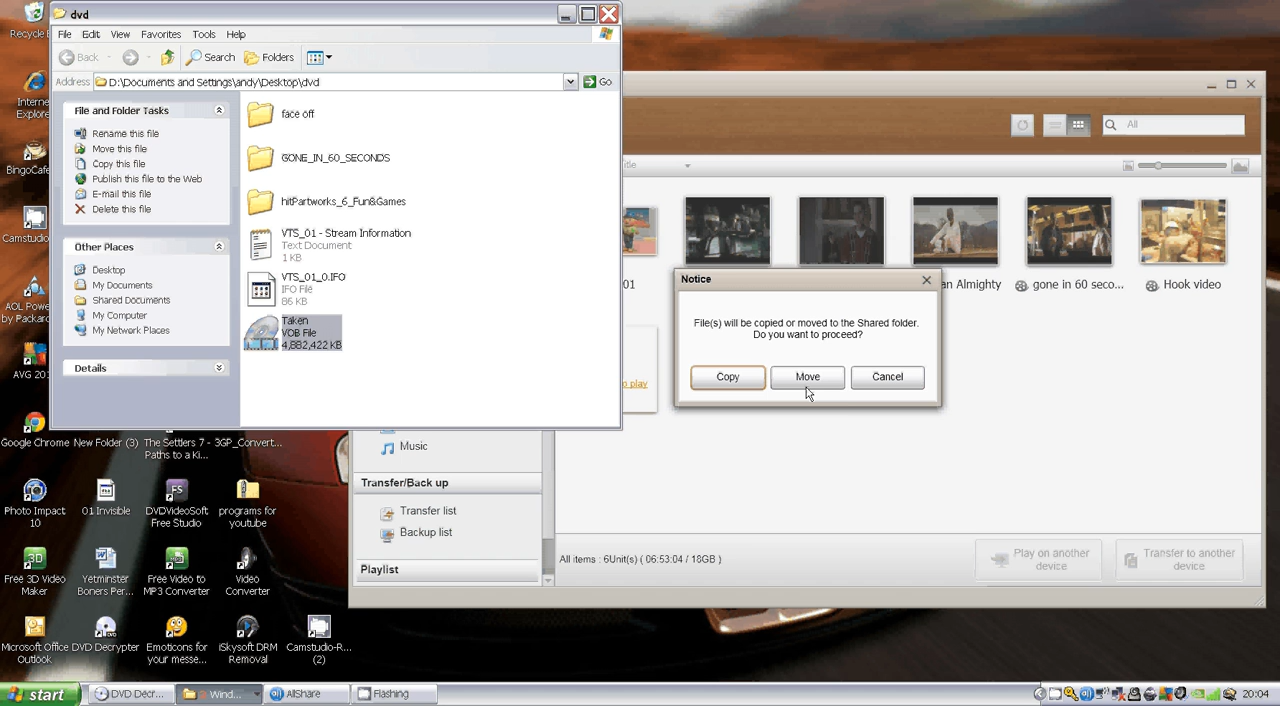 dvd
File Edit View Favorites Tools Help
Back Search Folders
Address D:\Documents and Settings\andy\Desktop\dvd Go
File and Folder Tasks
Rename this file
Move this file
Copy this file
Publish this file to the Web
E-mail this file
Delete this file
Other Places
Desktop
My Documents
Shared Documents
My Computer
My Network Places
Details
face off
GONE_IN_60_SECONDS
hitPartworks_6_Fun&Games
VTS_01 - Stream Information
Text Document
1 KB
VTS_01_0.IFO
IFO File
86 KB
Taken
VOB File
4,882,422 KB
All
01
an Almighty
gone in 60 seco...
Hook video
o play
Notice
File(s) will be copied or moved to the Shared folder.
Do you want to proceed?
Copy Move Cancel
Music
Transfer/Back up
Transfer list
Backup list
Playlist
All items : 6Unit(s) ( 06:53:04 / 18GB )
Play on another
device
Transfer to another
device
Recycle
Internet
Explore
BingoCafe
Camstudio
AOL Powe
by Packar
AVG 20
Google Chrome
New Folder (3)
The Settlers 7 -
Paths to a Ki...
3GP_Convert...
Photo Impact
10
01 Invisible
DVDVideoSoft
Free Studio
programs for
youtube
Free 3D Video
Maker
Yetminster
Boners Per...
Free Video to
MP3 Converter
Video
Converter
Microsoft Office
Outlook
DVD Decrypter
Emoticons for
your messe...
iSkysoft DRM
Removal
Camstudio-R...
(2)
start
DVD Decr...
Wind...
AllShare
Flashing
20:04